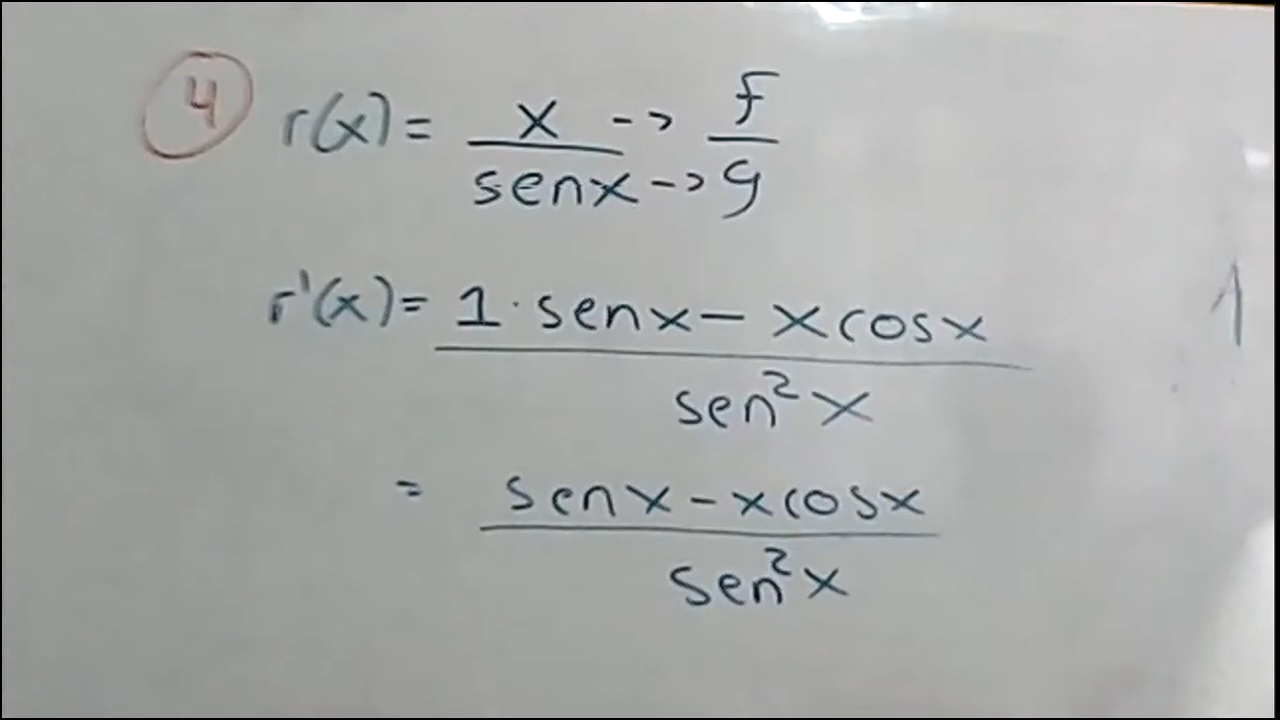 4 r(x) = x/senx --> f/g
r'(x) = (1·senx - xcosx)/sen²x
= (senx - xcosx)/sen²x